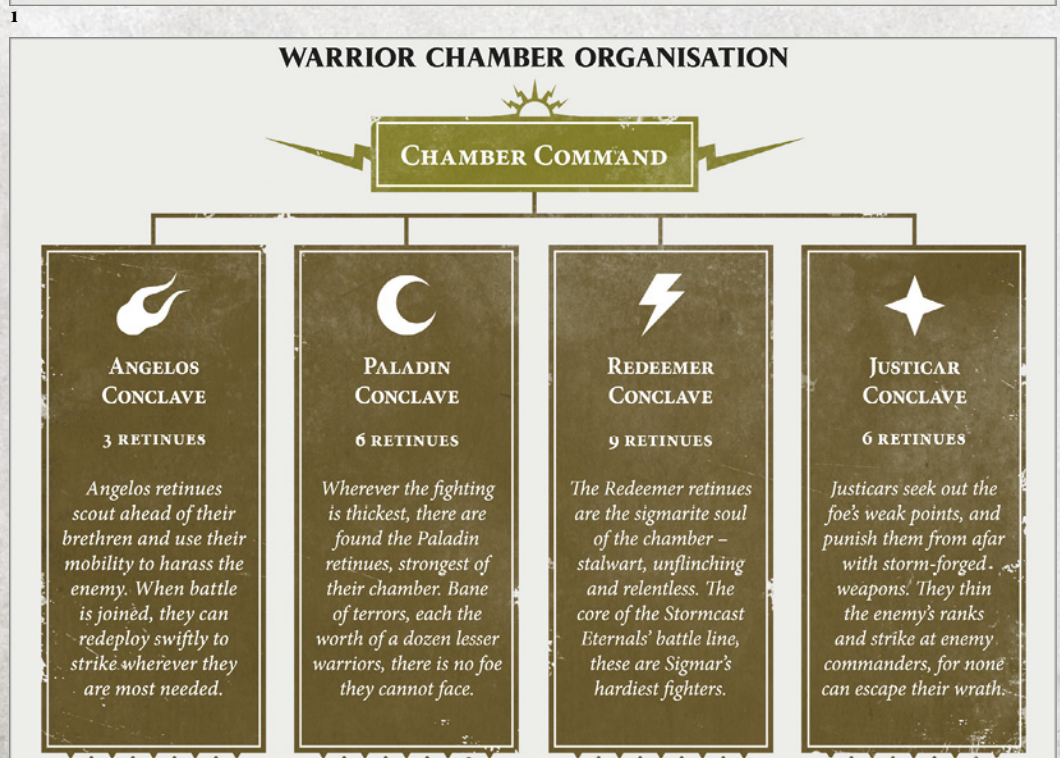 1
WARRIOR CHAMBER ORGANISATION
CHAMBER COMMAND
ANGELOS
CONCLAVE
3 RETINUES
Angelos retinues
scout ahead of their
brethren and use their
mobility to harass the
enemy. When battle
is joined, they can
redeploy swiftly to
strike wherever they
are most needed.
PALADIN
CONCLAVE
6 RETINUES
Wherever the fighting
is thickest, there are
found the Paladin
retinues, strongest of
their chamber. Bane
of terrors, each the
worth of a dozen lesser
warriors, there is no foe
they cannot face.
REDEEMER
CONCLAVE
9 RETINUES
The Redeemer retinues
are the sigmarite soul
of the chamber –
stalwart, unflinching
and relentless. The
core of the Stormcast
Eternals' battle line,
these are Sigmar's
hardiest fighters.
JUSTICAR
CONCLAVE
6 RETINUES
Justicars seek out the
foe's weak points, and
punish them from afar
with storm-forged
weapons. They thin
the enemy's ranks
and strike at enemy
commanders, for none
can escape their wrath.